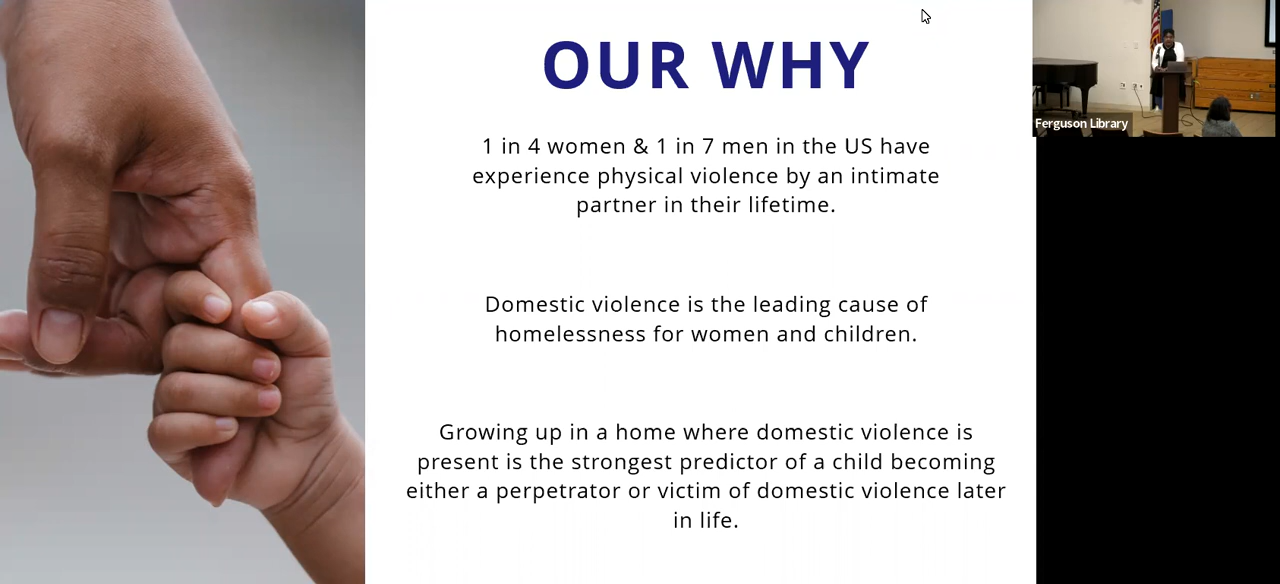 OUR WHY
1 in 4 women & 1 in 7 men in the US have
experience physical violence by an intimate
partner in their lifetime.
Domestic violence is the leading cause of
homelessness for women and children.
Growing up in a home where domestic violence is
present is the strongest predictor of a child becoming
either a perpetrator or victim of domestic violence later
in life.
Ferguson Library